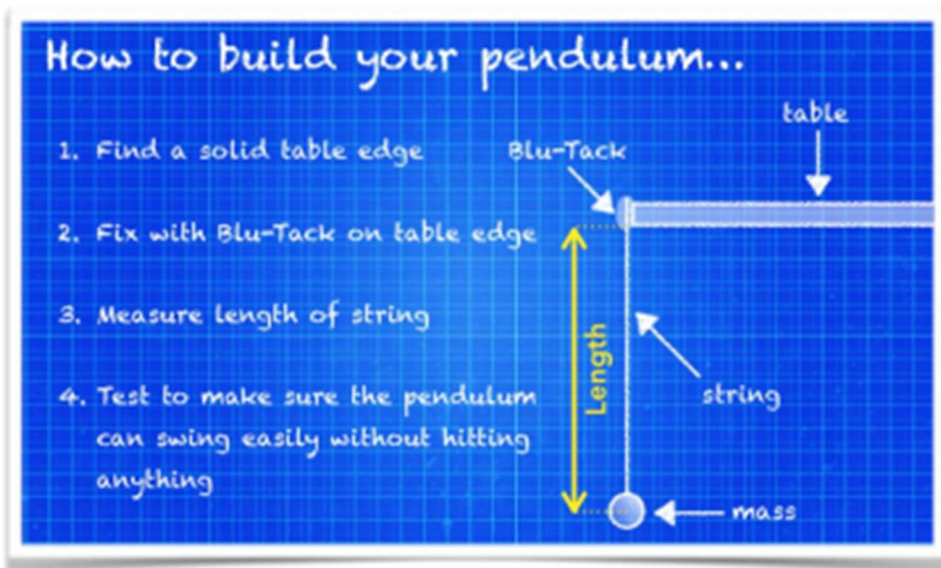 How to build your pendulum...
1. Find a solid table edge
2. Fix with Blu-Tack on table edge
3. Measure length of string
4. Test to make sure the pendulum
can swing easily without hitting
anything
table
Blu-Tack
Length
string
mass